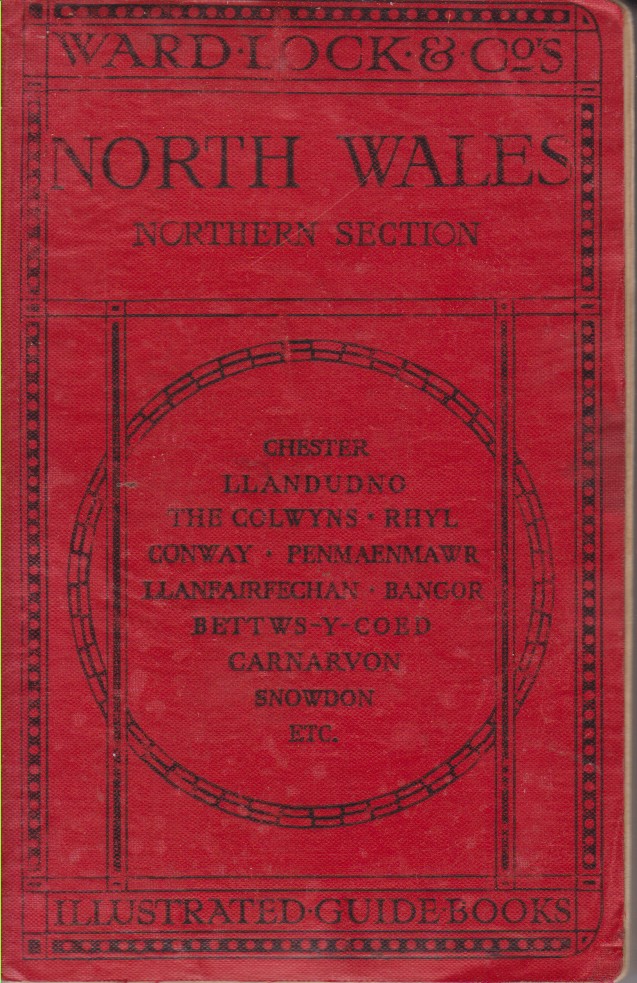 WARD·LOCK·&·Cọ'S
NORTH WALES
NORTHERN SECTION
CHESTER
LLANDUDNO
THE COLWYNS · RHYL
CONWAY · PENMAENMAWR
LLANFAIRFECHAN · BANGOR
BETTWS-Y-COED
CARNARVON
SNOWDON
ETC.
ILLUSTRATED·GUIDE·BOOKS